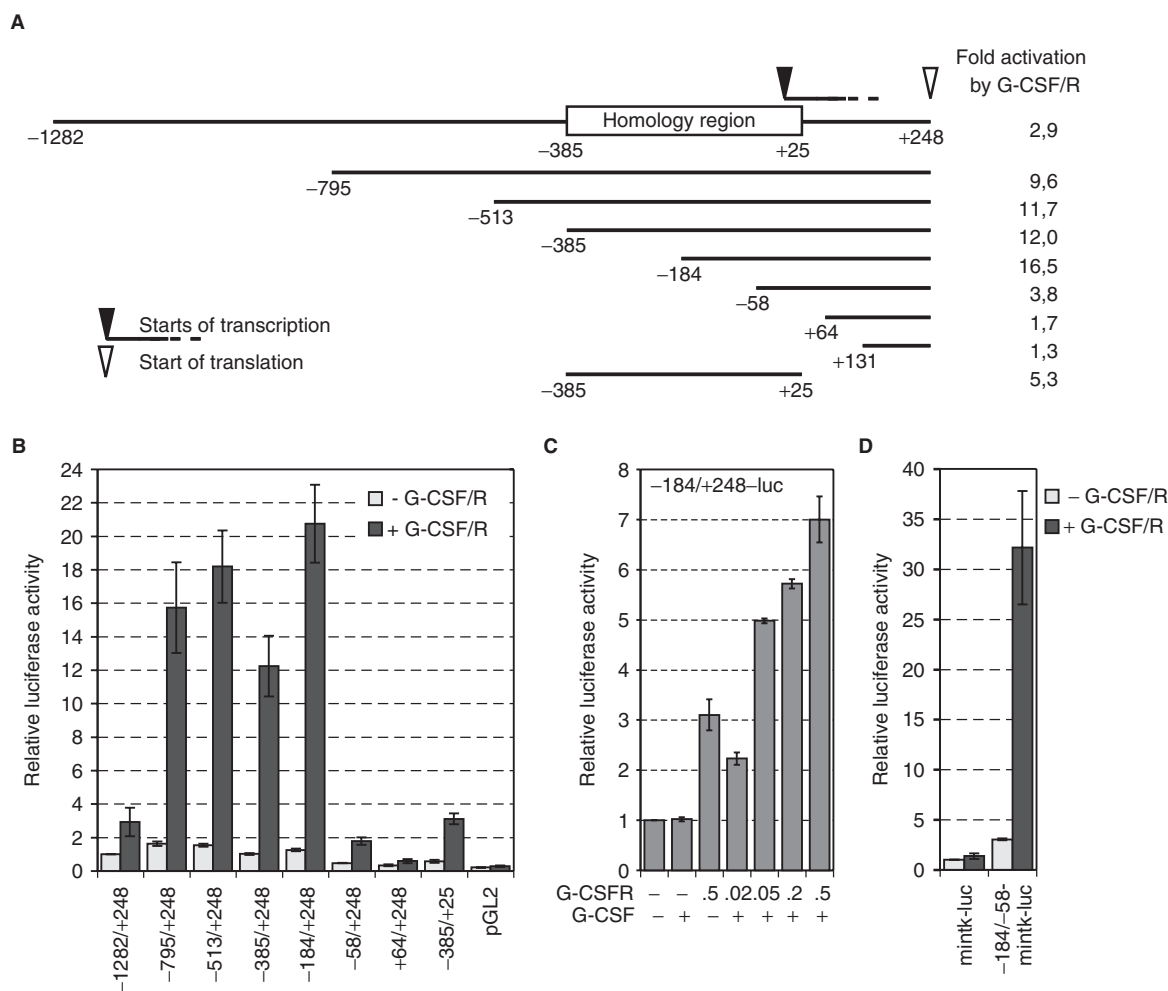 A
Fold activation
by G-CSF/R
Homology region
−1282
−385
+25
+248
2,9
−795
9,6
−513
11,7
−385
12,0
−184
16,5
−58
3,8
Starts of transcription
+64
1,7
Start of translation
+131
1,3
−385
+25
5,3
B
Relative luciferase activity
24
22
20
18
16
14
12
10
8
6
4
2
0
- G-CSF/R
+ G-CSF/R
−1282/+248
−795/+248
−513/+248
−385/+248
−184/+248
−58/+248
+64/+248
−385/+25
pGL2
C
Relative luciferase activity
8
7
6
5
4
3
2
1
0
−184/+248−luc
G-CSFR − − .5 .02 .05 .2 .5
G-CSF − + − + + + +
D
Relative luciferase activity
40
35
30
25
20
15
10
5
0
− G-CSF/R
+ G-CSF/R
mintk-luc
−184/−58-
mintk-luc